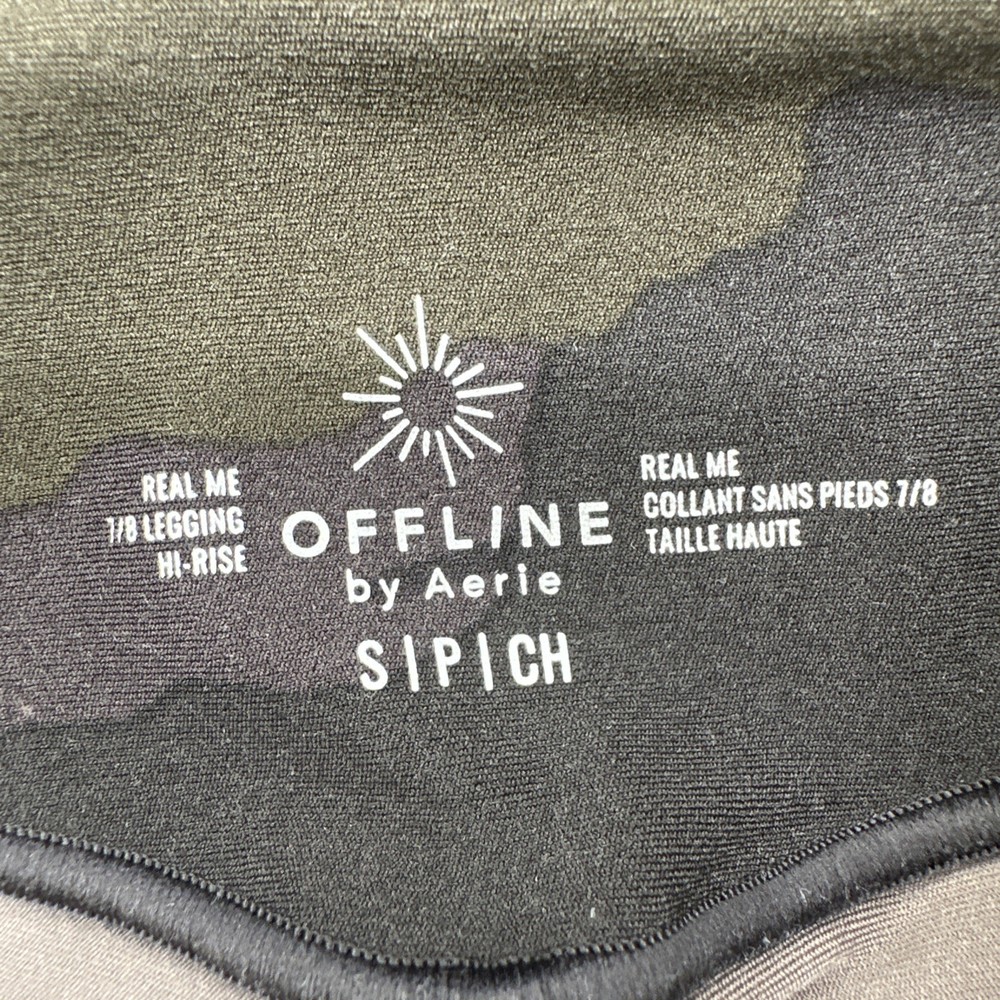 REAL ME
7/8 LEGGING
HI-RISE
OFFLINE
by Aerie
S|P|CH
REAL ME
COLLANT SANS PIEDS 7/8
TAILLE HAUTE